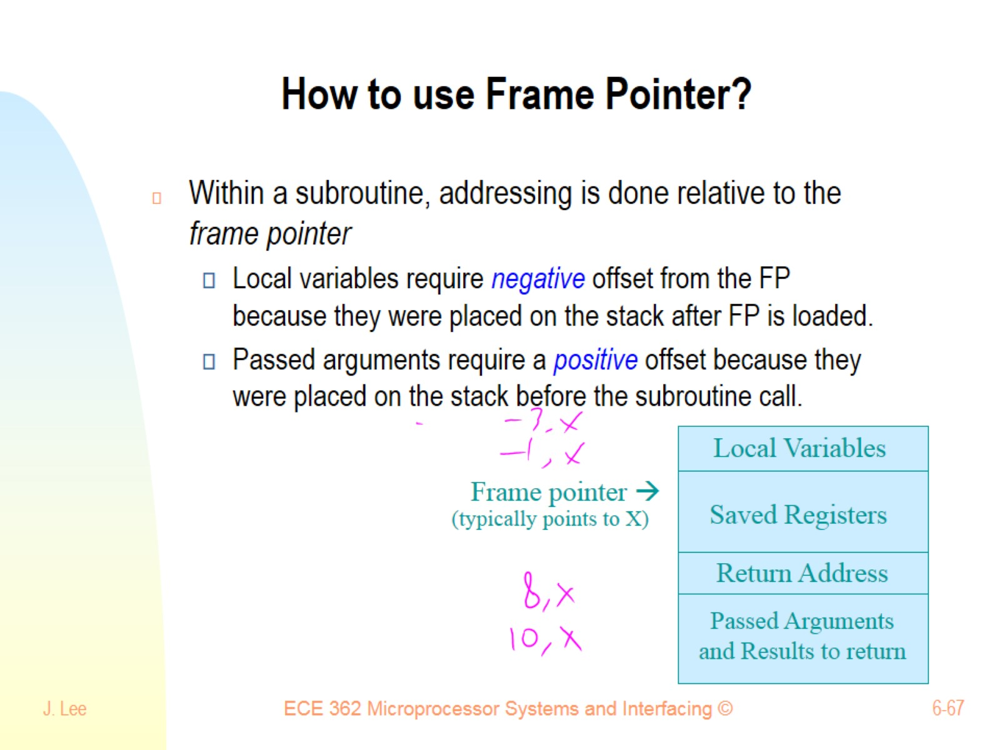 How to use Frame Pointer?
Within a subroutine, addressing is done relative to the
frame pointer
Local variables require negative offset from the FP
because they were placed on the stack after FP is loaded.
Passed arguments require a positive offset because they
were placed on the stack before the subroutine call.
-1, x
Frame pointer →
(typically points to X)
8, x
10, x
Local Variables
Saved Registers
Return Address
Passed Arguments
and Results to return
J. Lee
ECE 362 Microprocessor Systems and Interfacing ©
6-67